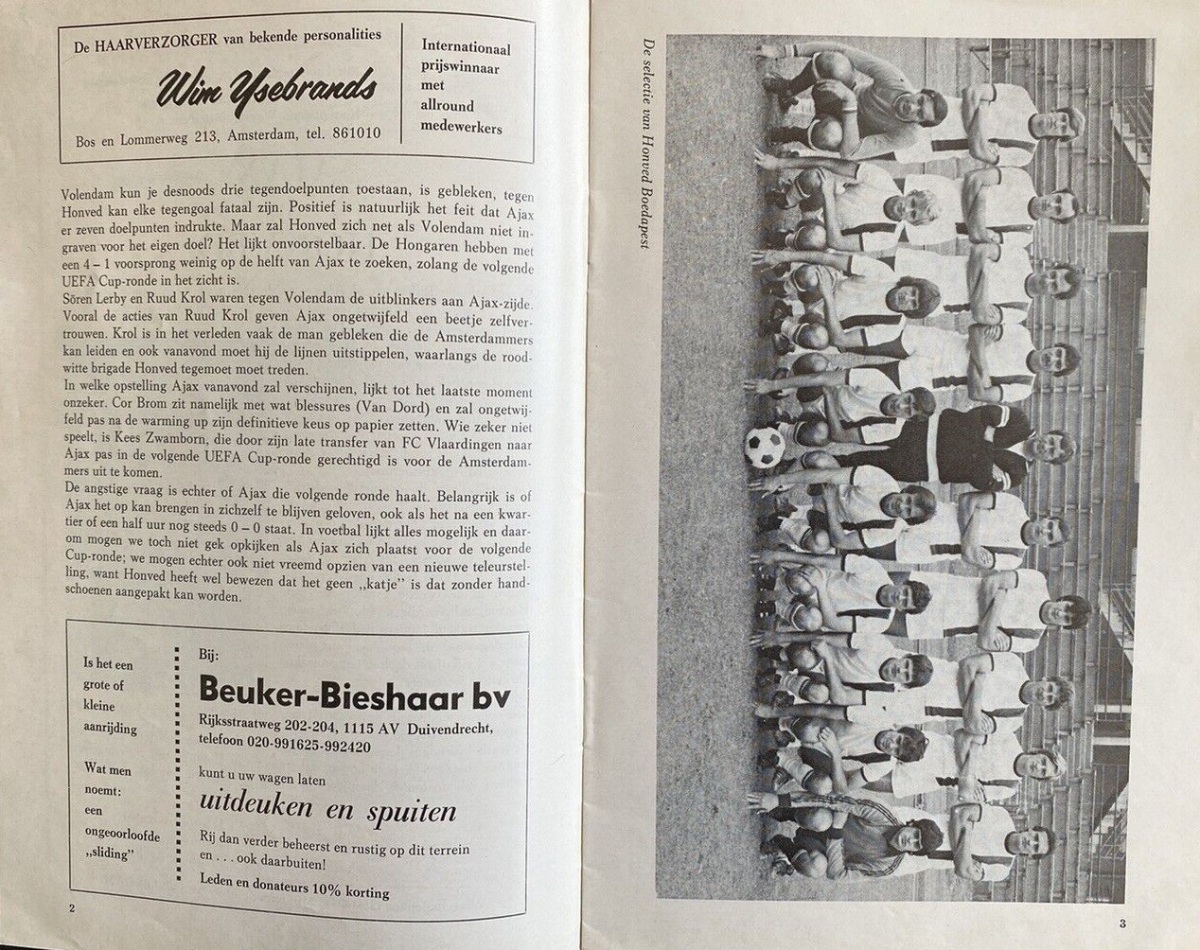 De HAARVERZORGER van bekende personalities
Wim Ysebrands
Bos en Lommerweg 213, Amsterdam, tel. 861010
Internationaal
prijswinnaar
met
allround
medewerkers
Volendam kun je desnoods drie tegendoelpunten toestaan, is gebleken, tegen
Honved kan elke tegengoal fataal zijn. Positief is natuurlijk het feit dat Ajax
er zeven doelpunten indrukte. Maar zal Honved zich net als Volendam niet in-
graven voor het eigen doel? Het lijkt onvoorstelbaar. De Hongaren hebben met
een 4 – 1 voorsprong weinig op de helft van Ajax te zoeken, zolang de volgende
UEFA Cup-ronde in het zicht is.
Sören Lerby en Ruud Krol waren tegen Volendam de uitblinkers aan Ajax-zijde.
Vooral de acties van Ruud Krol geven Ajax ongetwijfeld een beetje zelfver-
trouwen. Krol is in het verleden vaak de man gebleken die de Amsterdammers
kan leiden en ook vanavond moet hij de lijnen uitstippelen, waarlangs de rood-
witte brigade Honved tegemoet moet treden.
In welke opstelling Ajax vanavond zal verschijnen, lijkt tot het laatste moment
onzeker. Cor Brom zit namelijk met wat blessures (Van Dord) en zal ongetwij-
feld pas na de warming up zijn definitieve keus op papier zetten. Wie zeker niet
speelt, is Kees Zwamborn, die door zijn late transfer van FC Vlaardingen naar
Ajax pas in de volgende UEFA Cup-ronde gerechtigd is voor de Amsterdam-
mers uit te komen.
De angstige vraag is echter of Ajax die volgende ronde haalt. Belangrijk is of
Ajax het op kan brengen in zichzelf te blijven geloven, ook als het na een kwar-
tier of een half uur nog steeds 0 – 0 staat. In voetbal lijkt alles mogelijk en daar-
om mogen we toch niet gek opkijken als Ajax zich plaatst voor de volgende
Cup-ronde; we mogen echter ook niet vreemd opzien van een nieuwe teleurstel-
ling, want Honved heeft wel bewezen dat het geen „katje” is dat zonder hand-
schoenen aangepakt kan worden.
Is het een
grote of
kleine
aanrijding
Wat men
noemt:
een
ongeoorloofde
„sliding”
Bij:
Beuker-Bieshaar bv
Rijksstraatweg 202-204, 1115 AV Duivendrecht,
telefoon 020-991625-992420
kunt u uw wagen laten
uitdeuken en spuiten
Rij dan verder beheerst en rustig op dit terrein
en . . . ook daarbuiten!
Leden en donateurs 10% korting
2
De selectie van Honved Boedapest
3